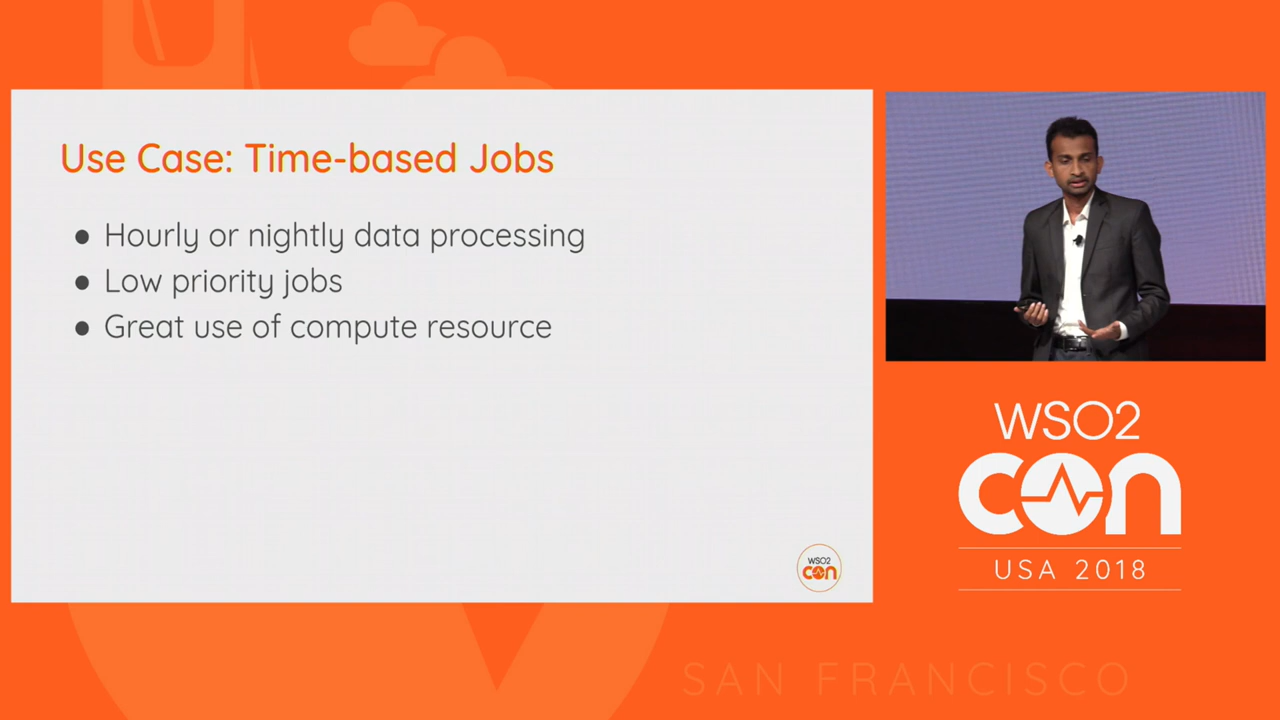 Use Case: Time-based Jobs
● Hourly or nightly data processing
● Low priority jobs
● Great use of compute resource
WSO2
con
WSO2
con
USA 2018
SAN FRANCISCO